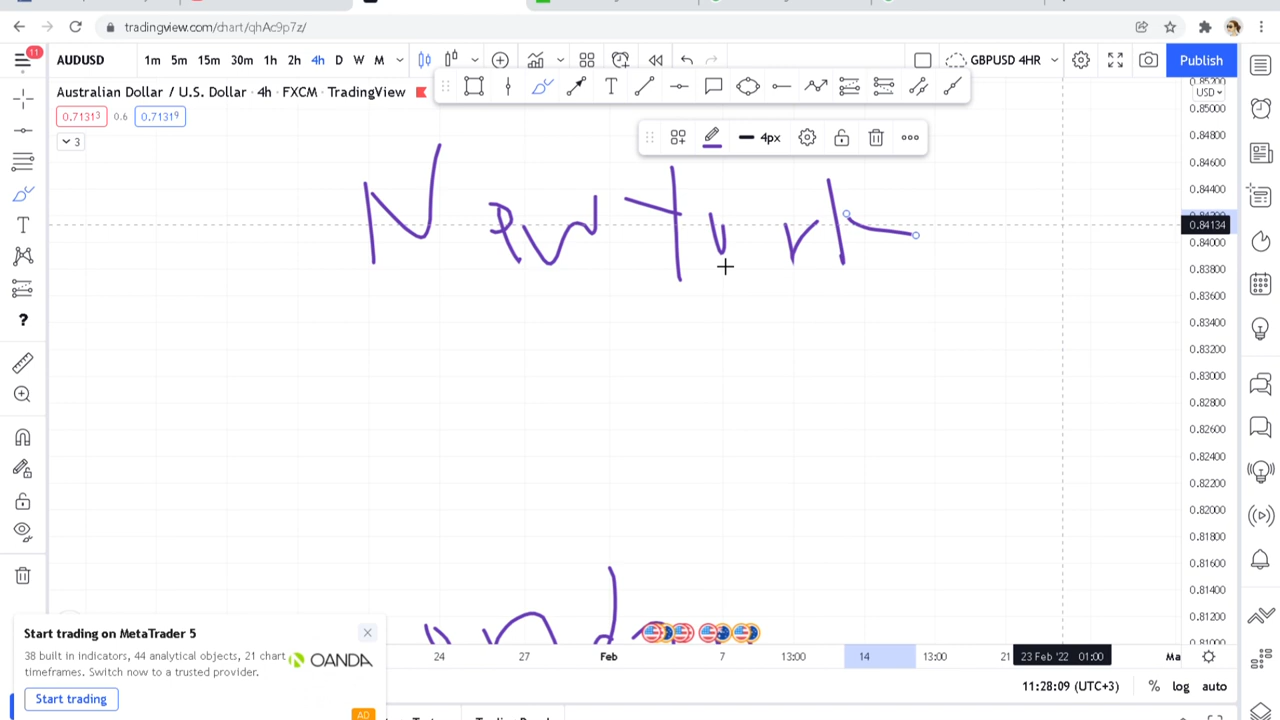 tradingview.com/chart/qhAc9p7z/
11 AUDUSD 1m 5m 15m 30m 1h 2h 4h D W M GBPUSD 4HR Publish
Australian Dollar / U.S. Dollar · 4h · FXCM · TradingView
0.71313 0.6 0.71319
3
4px
USD
0.85000
0.84800
0.84600
0.84400
0.84134
0.84000
0.83800
0.83600
0.83400
0.83200
0.83000
0.82800
0.82600
0.82400
0.82200
0.82000
0.81800
0.81600
0.81400
0.81200
0.81000
New York
Start trading on MetaTrader 5
38 built in indicators, 44 analytical objects, 21 chart
timeframes. Switch now to a trusted provider.
OANDA
Start trading
AD
24 27 Feb 7 13:00 14 13:00 21 23 Feb '22 01:00 Ma
11:28:09 (UTC+3) % log auto